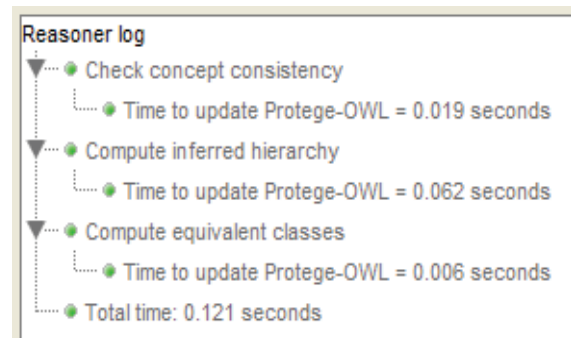 Reasoner log
Check concept consistency
Time to update Protege-OWL = 0.019 seconds
Compute inferred hierarchy
Time to update Protege-OWL = 0.062 seconds
Compute equivalent classes
Time to update Protege-OWL = 0.006 seconds
Total time: 0.121 seconds